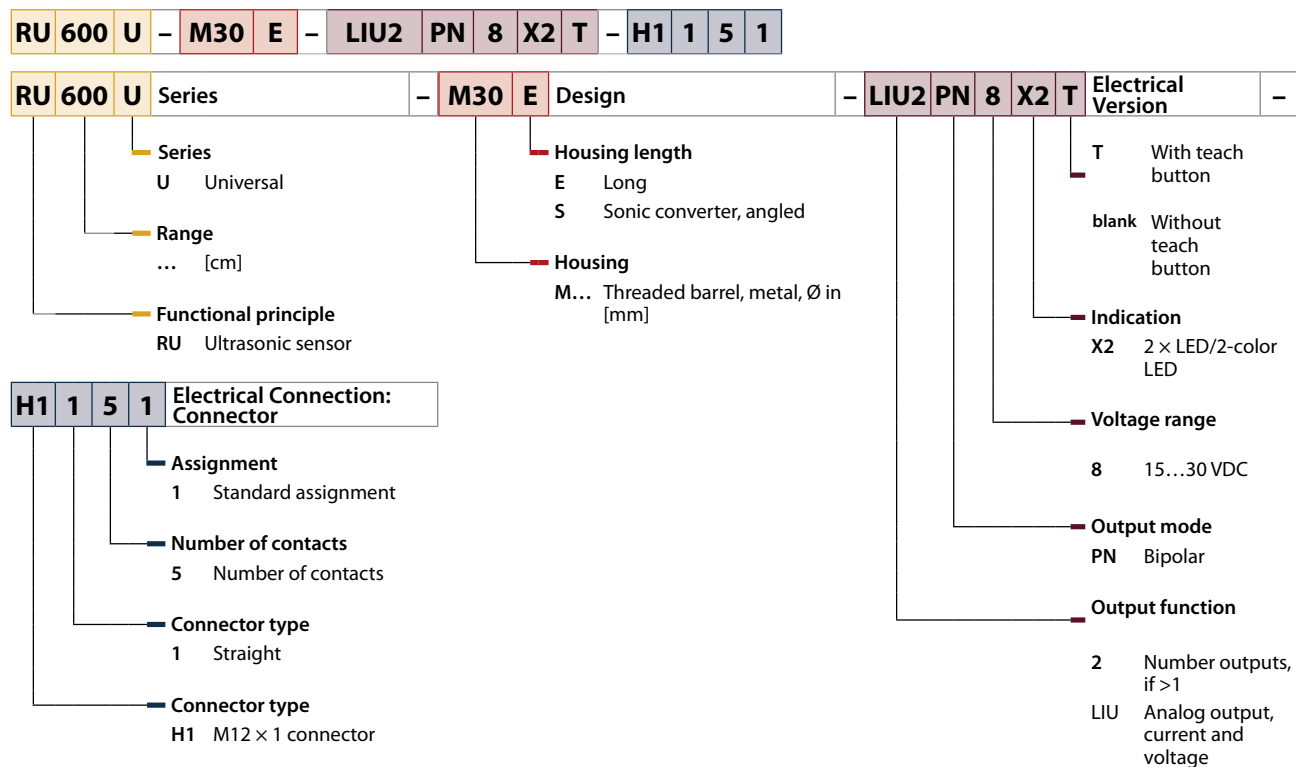 RU 600 U – M30 E – LIU2 PN 8 X2 T – H1 1 5 1
RU 600 U Series – M30 E Design – LIU2 PN 8 X2 T Electrical Version –
Series
U Universal
Range
... [cm]
Functional principle
RU Ultrasonic sensor
Housing length
E Long
S Sonic converter, angled
Housing
M... Threaded barrel, metal, Ø in
[mm]
T With teach
button
blank Without
teach
button
Indication
X2 2 × LED/2-color
LED
Voltage range
8 15...30 VDC
Output mode
PN Bipolar
Output function
2 Number outputs,
if >1
LIU Analog output,
current and
voltage
H1 1 5 1 Electrical Connection:
Connector
Assignment
1 Standard assignment
Number of contacts
5 Number of contacts
Connector type
1 Straight
Connector type
H1 M12 × 1 connector